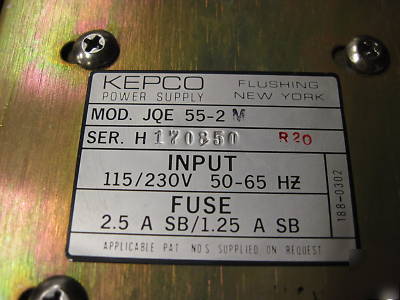 KEPCO FLUSHING
POWER SUPPLY NEW YORK
MOD. JQE 55-2 M
SER. H 170850 R20
INPUT
115/230V 50-65 HZ
FUSE
2.5 A SB/1.25 A SB
APPLICABLE PAT NO'S SUPPLIED ON REQUEST
188-0302